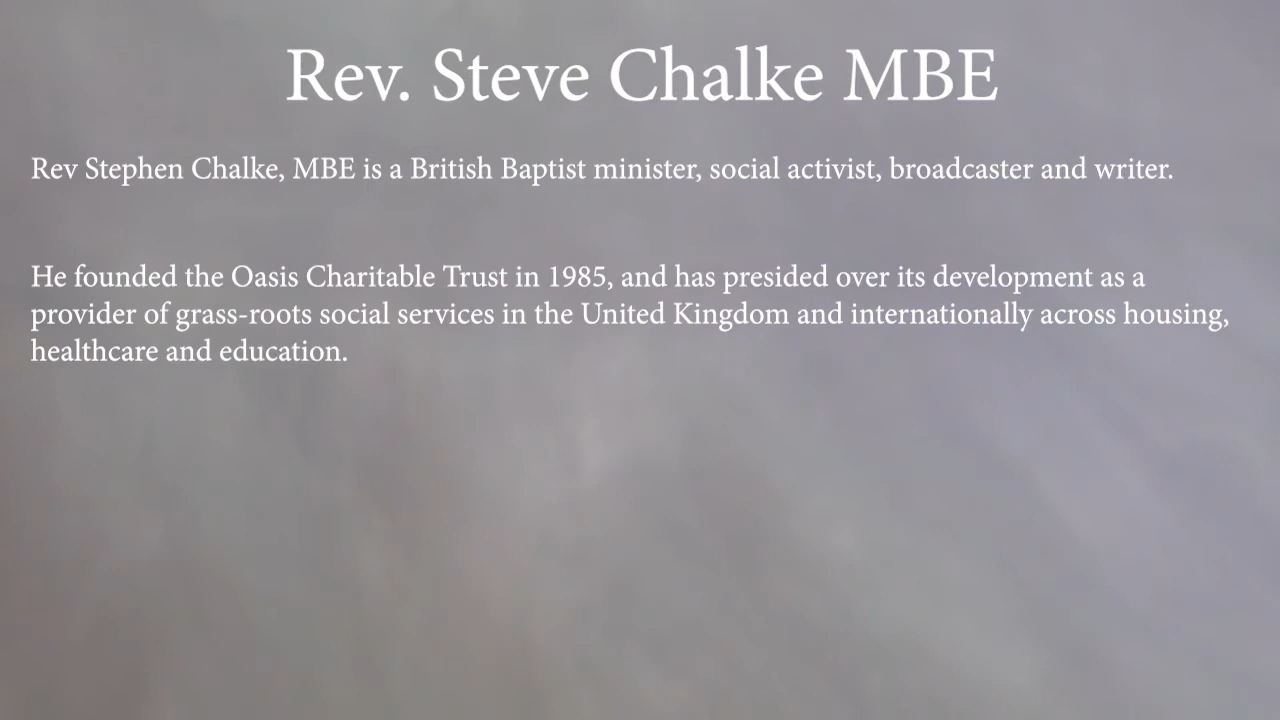 Rev. Steve Chalke MBE
Rev Stephen Chalke, MBE is a British Baptist minister, social activist, broadcaster and writer.
He founded the Oasis Charitable Trust in 1985, and has presided over its development as a
provider of grass-roots social services in the United Kingdom and internationally across housing,
healthcare and education.